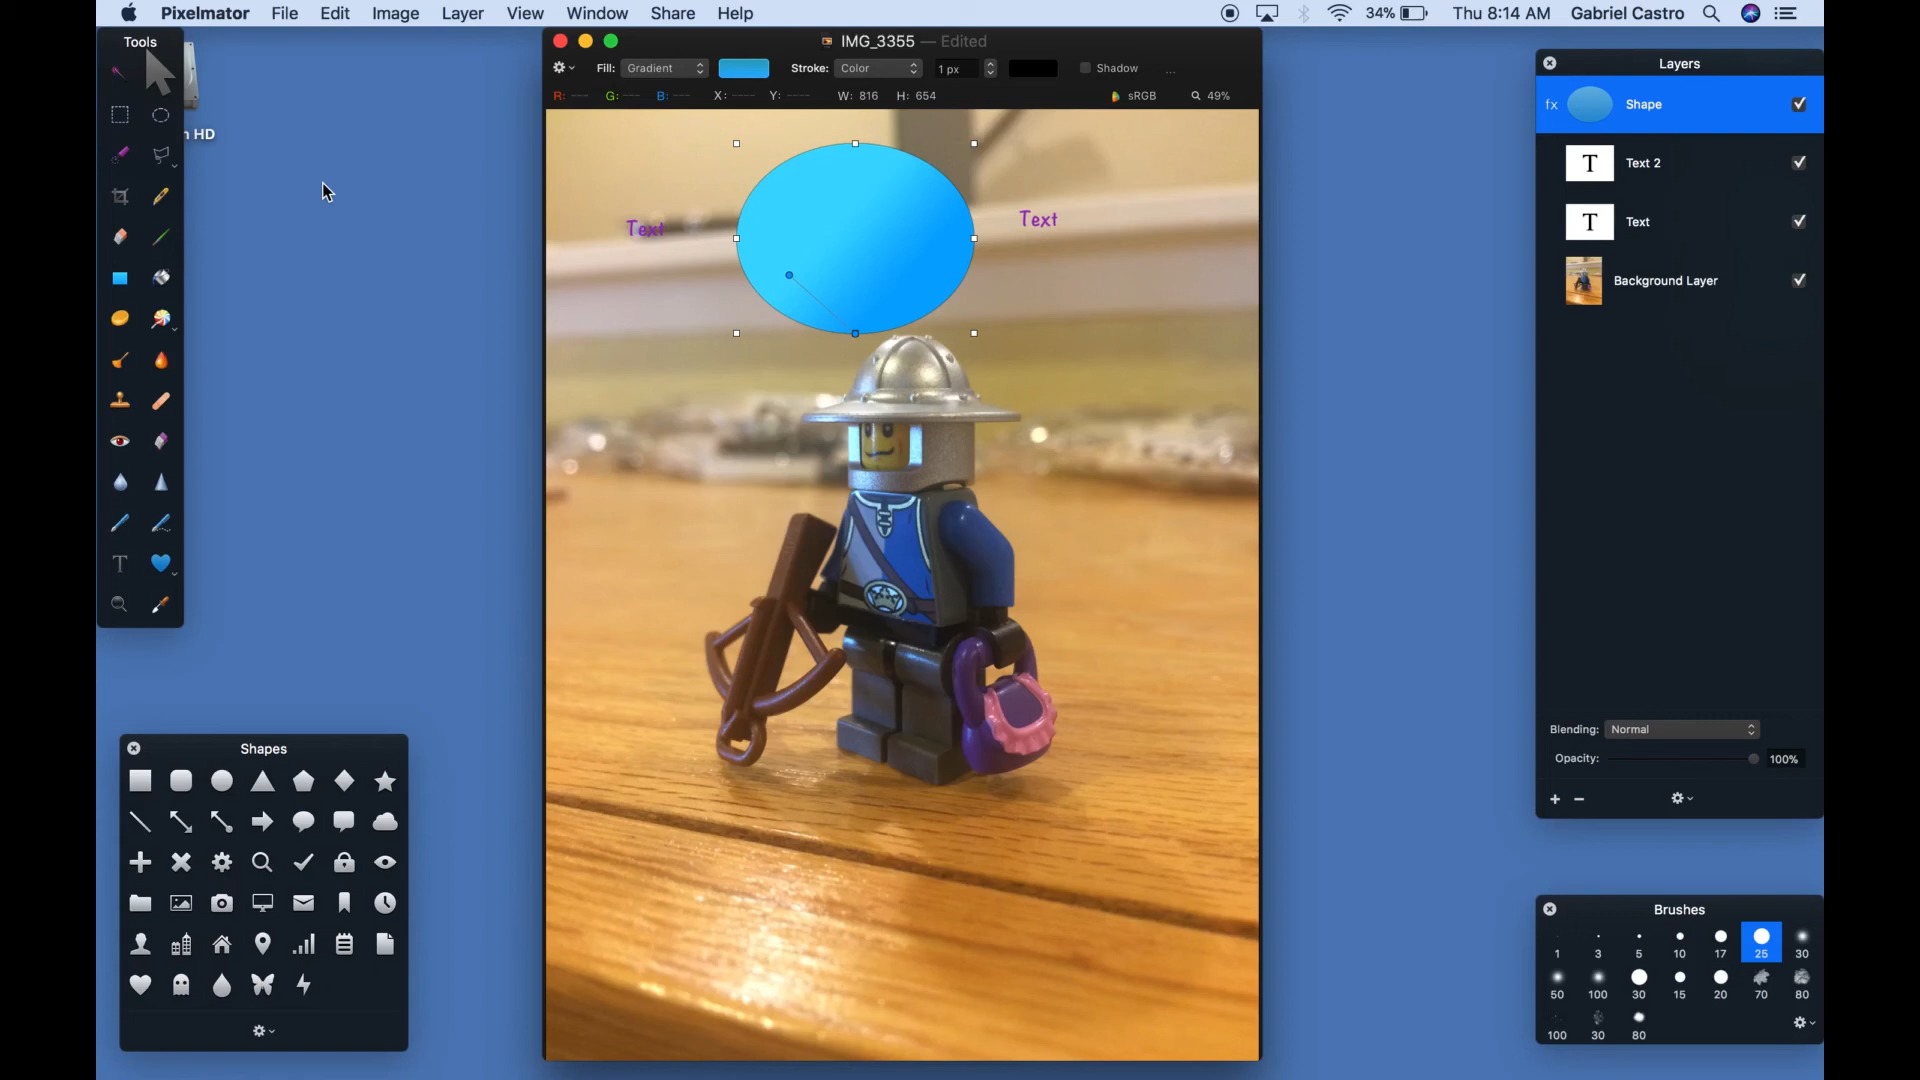 Pixelmator File Edit Image Layer View Window Share Help 34% Thu 8:14 AM Gabriel Castro
Tools
n HD
IMG_3355 — Edited
Fill: Gradient Stroke: Color 1 px Shadow ...
R: --- G: --- B: --- X: ---- Y: ---- W: 816 H: 654 sRGB 49%
Text
Text
T
Layers
fx Shape
T Text 2
T Text
Background Layer
Blending: Normal
Opacity: 100%
Shapes
Brushes
1 3 5 10 17 25 30
50 100 30 15 20 70 80
100 30 80